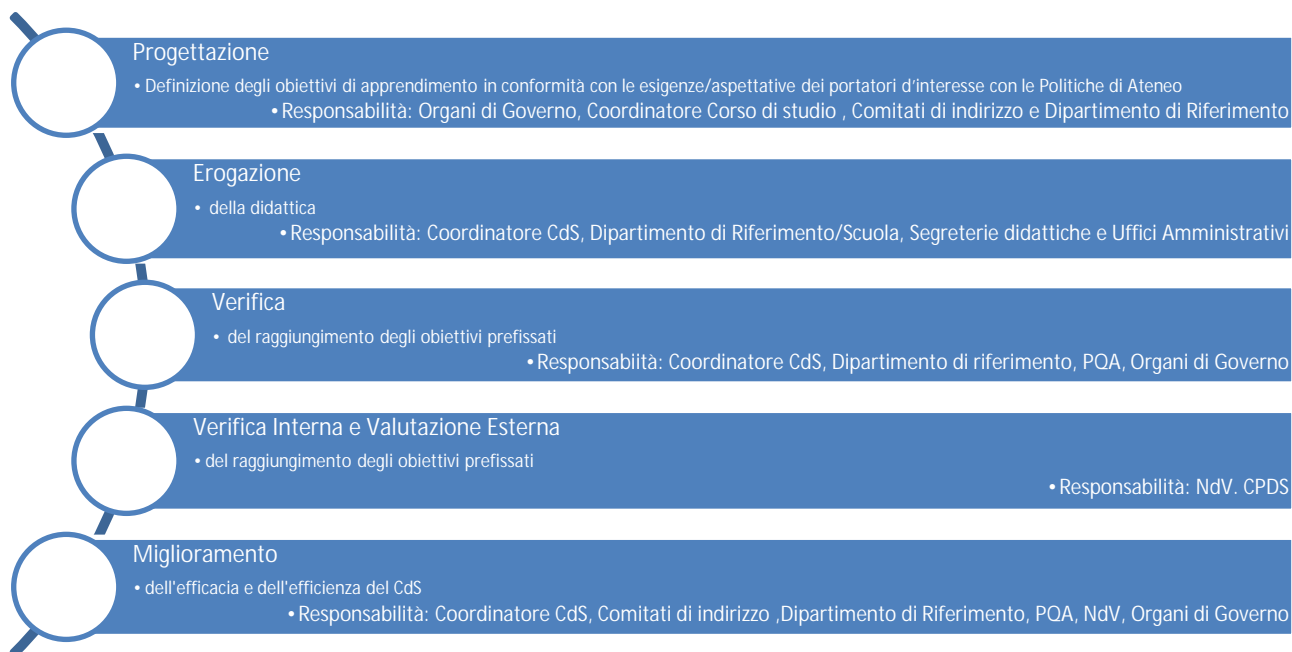 Progettazione
• Definizione degli obiettivi di apprendimento in conformità con le esigenze/aspettative dei portatori d'interesse con le Politiche di Ateneo
• Responsabilità: Organi di Governo, Coordinatore Corso di studio , Comitati di indirizzo e Dipartimento di Riferimento
Erogazione
• della didattica
• Responsabilità: Coordinatore CdS, Dipartimento di Riferimento/Scuola, Segreterie didattiche e Uffici Amministrativi
Verifica
• del raggiungimento degli obiettivi prefissati
• Responsabiità: Coordinatore CdS, Dipartimento di riferimento, PQA, Organi di Governo
Verifica Interna e Valutazione Esterna
• del raggiungimento degli obiettivi prefissati
• Responsabilità: NdV. CPDS
Miglioramento
• dell'efficacia e dell'efficienza del CdS
• Responsabilità: Coordinatore CdS, Comitati di indirizzo ,Dipartimento di Riferimento, PQA, NdV, Organi di Governo